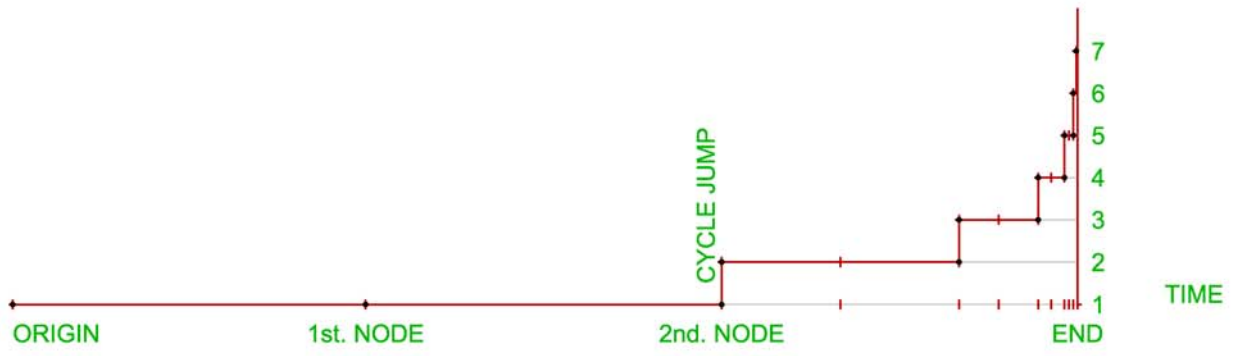 7
6
5
CYCLE JUMP
4
3
2
1
TIME
ORIGIN
1st. NODE
2nd. NODE
END